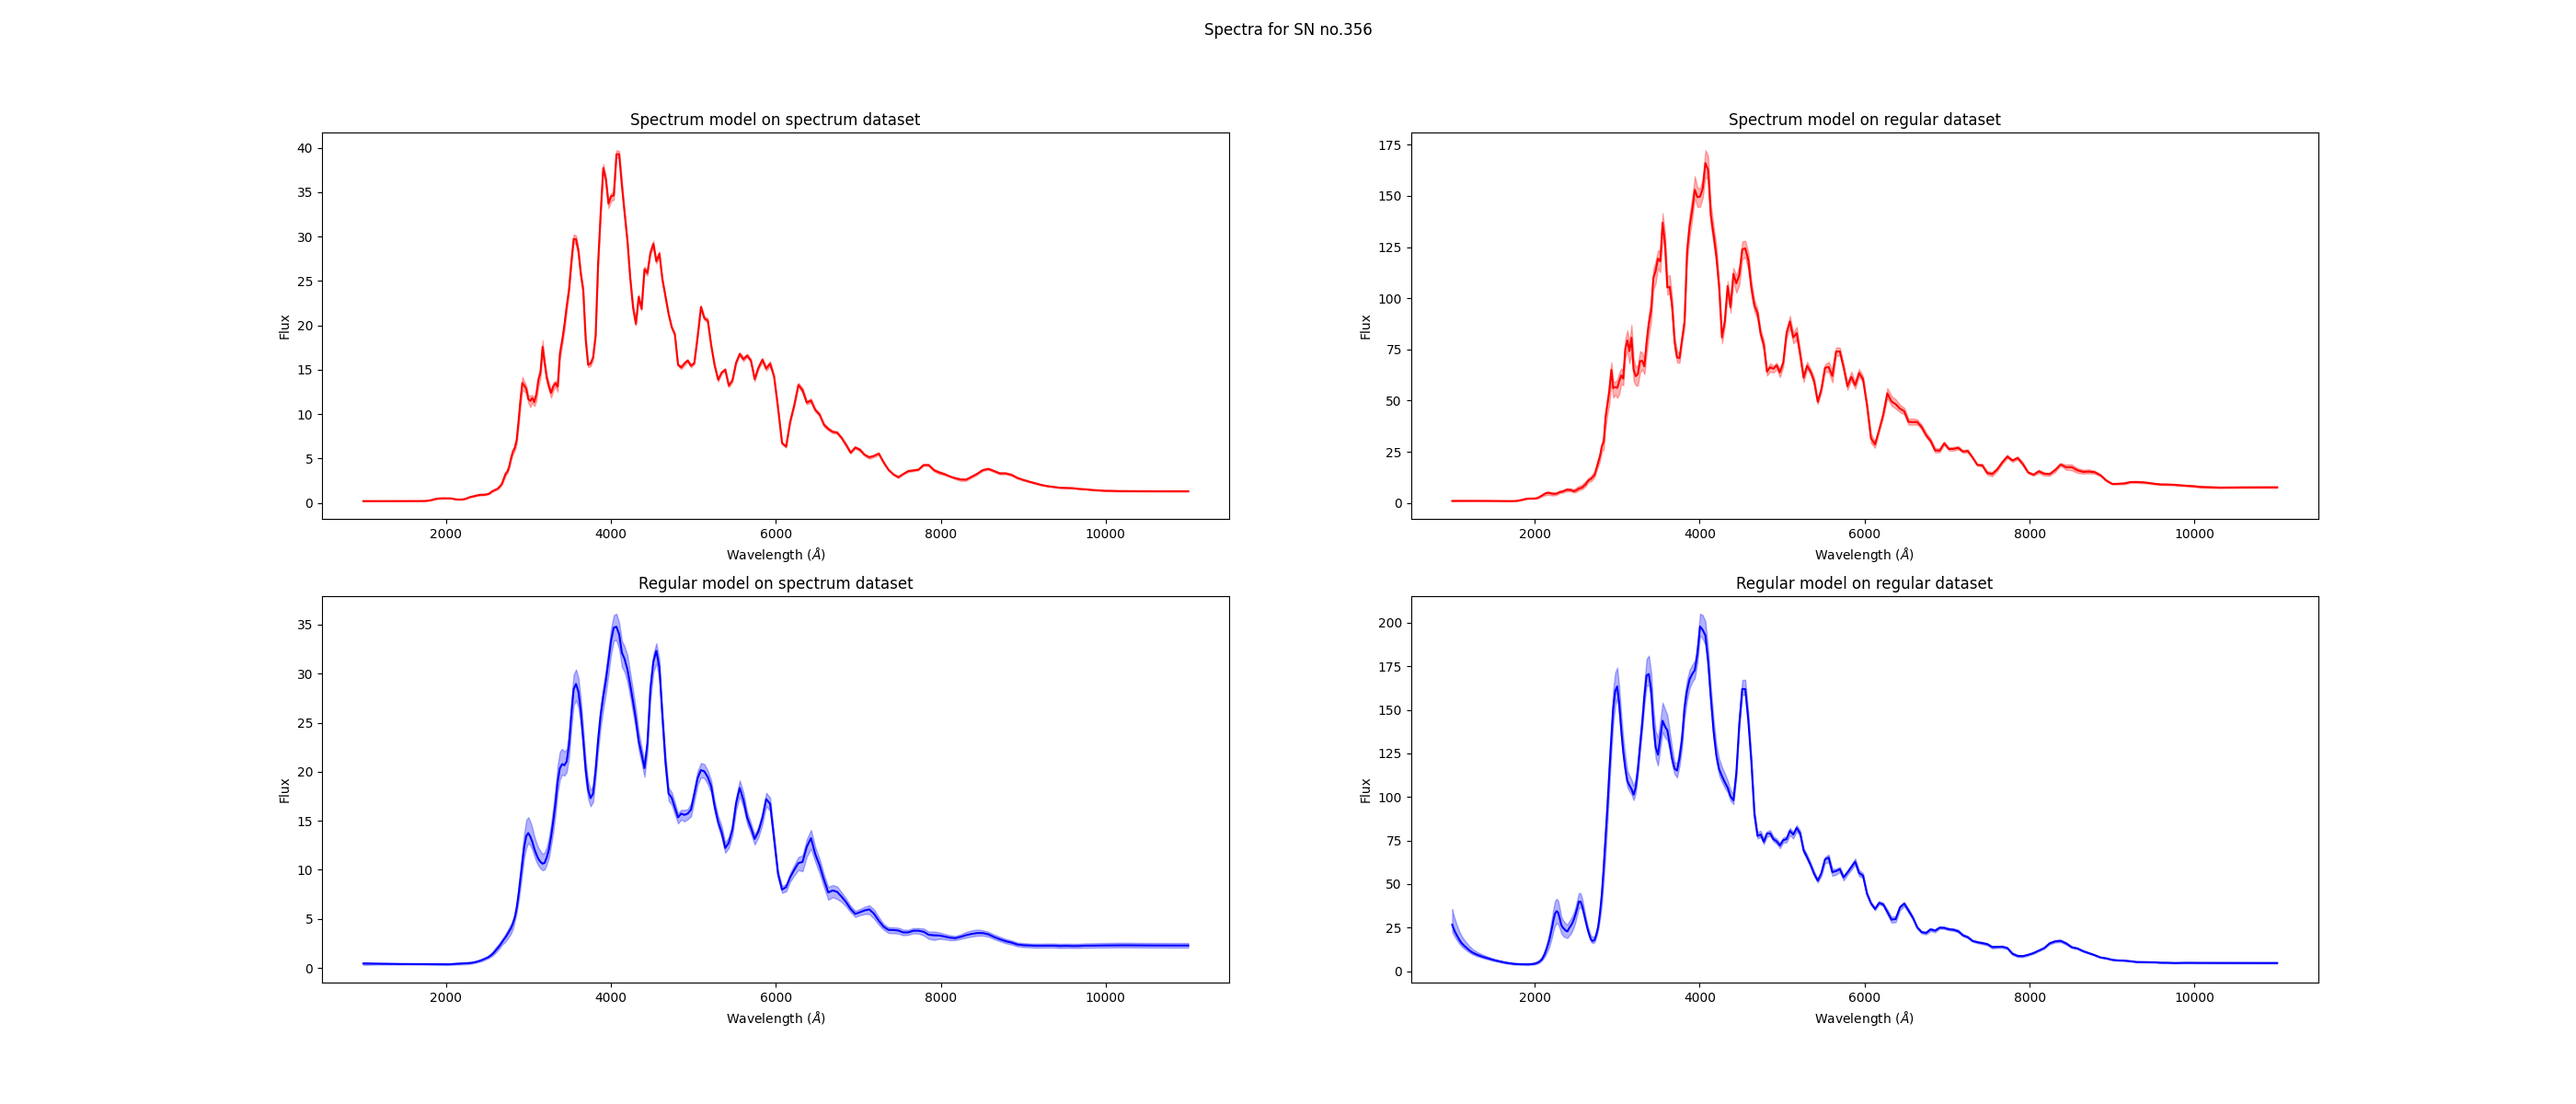 Spectra for SN no.356
Spectrum model on spectrum dataset
40
35
30
25
20
15
10
5
0
Flux
2000 4000 6000 8000 10000
Wavelength (Å)
Spectrum model on regular dataset
175
150
125
100
75
50
25
0
Flux
2000 4000 6000 8000 10000
Wavelength (Å)
Regular model on spectrum dataset
35
30
25
20
15
10
5
0
Flux
2000 4000 6000 8000 10000
Wavelength (Å)
Regular model on regular dataset
200
175
150
125
100
75
50
25
0
Flux
2000 4000 6000 8000 10000
Wavelength (Å)